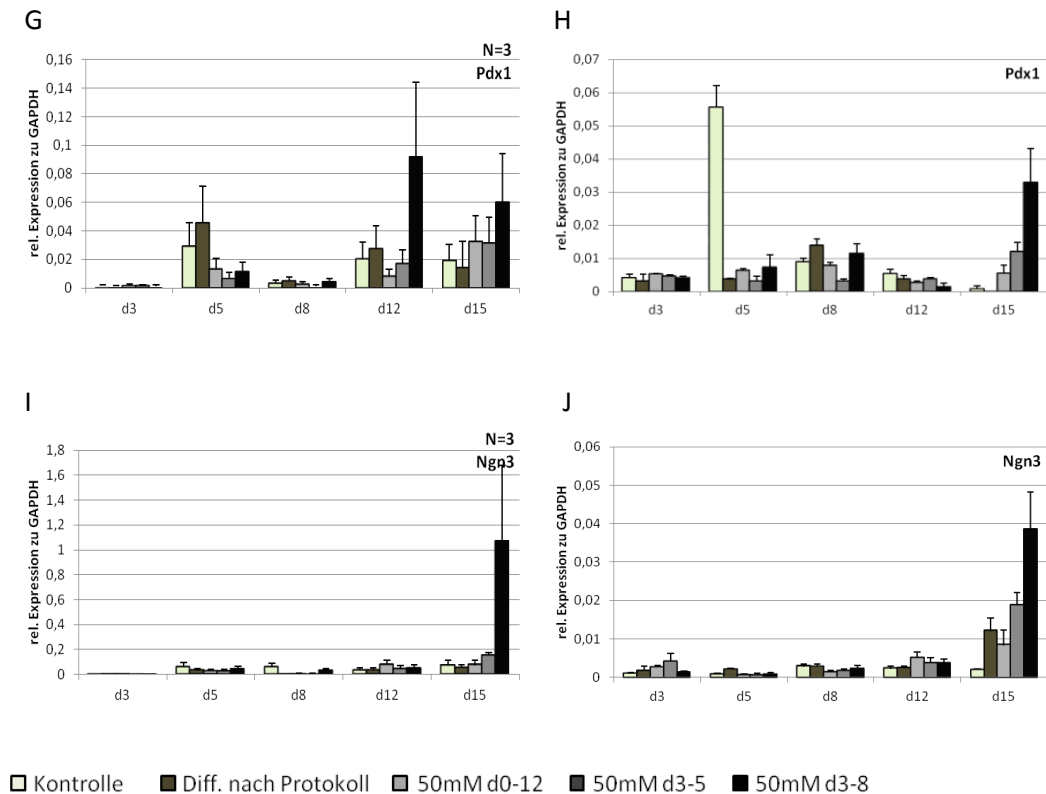 G
N=3
Pdx1
rel. Expression zu GAPDH
0,16
0,14
0,12
0,1
0,08
0,06
0,04
0,02
0
d3 d5 d8 d12 d15
H
Pdx1
rel. Expression zu GAPDH
0,07
0,06
0,05
0,04
0,03
0,02
0,01
0
d3 d5 d8 d12 d15
I
N=3
Ngn3
rel. Expression zu GAPDH
1,8
1,6
1,4
1,2
1
0,8
0,6
0,4
0,2
0
d3 d5 d8 d12 d15
J
Ngn3
rel. Expression zu GAPDH
0,06
0,05
0,04
0,03
0,02
0,01
0
d3 d5 d8 d12 d15
Kontrolle Diff. nach Protokoll 50mM d0-12 50mM d3-5 50mM d3-8